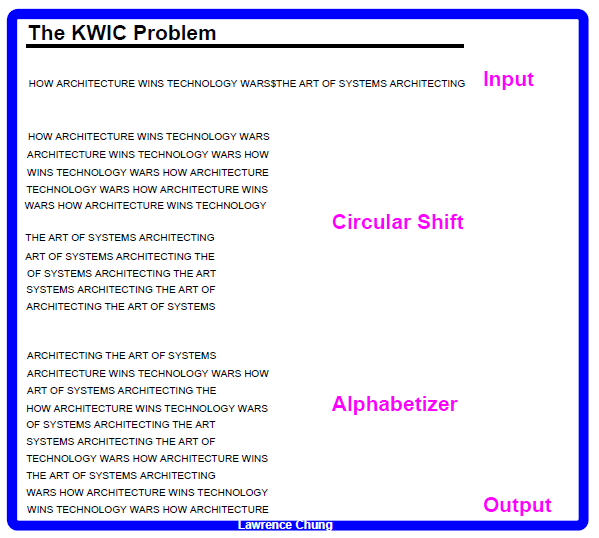 The KWIC Problem
HOW ARCHITECTURE WINS TECHNOLOGY WARS$THE ART OF SYSTEMS ARCHITECTING
Input
HOW ARCHITECTURE WINS TECHNOLOGY WARS
ARCHITECTURE WINS TECHNOLOGY WARS HOW
WINS TECHNOLOGY WARS HOW ARCHITECTURE
TECHNOLOGY WARS HOW ARCHITECTURE WINS
WARS HOW ARCHITECTURE WINS TECHNOLOGY
Circular Shift
THE ART OF SYSTEMS ARCHITECTING
ART OF SYSTEMS ARCHITECTING THE
OF SYSTEMS ARCHITECTING THE ART
SYSTEMS ARCHITECTING THE ART OF
ARCHITECTING THE ART OF SYSTEMS
ARCHITECTING THE ART OF SYSTEMS
ARCHITECTURE WINS TECHNOLOGY WARS HOW
ART OF SYSTEMS ARCHITECTING THE
HOW ARCHITECTURE WINS TECHNOLOGY WARS
Alphabetizer
OF SYSTEMS ARCHITECTING THE ART
SYSTEMS ARCHITECTING THE ART OF
TECHNOLOGY WARS HOW ARCHITECTURE WINS
THE ART OF SYSTEMS ARCHITECTING
WARS HOW ARCHITECTURE WINS TECHNOLOGY
WINS TECHNOLOGY WARS HOW ARCHITECTURE
Output
Lawrence Chung